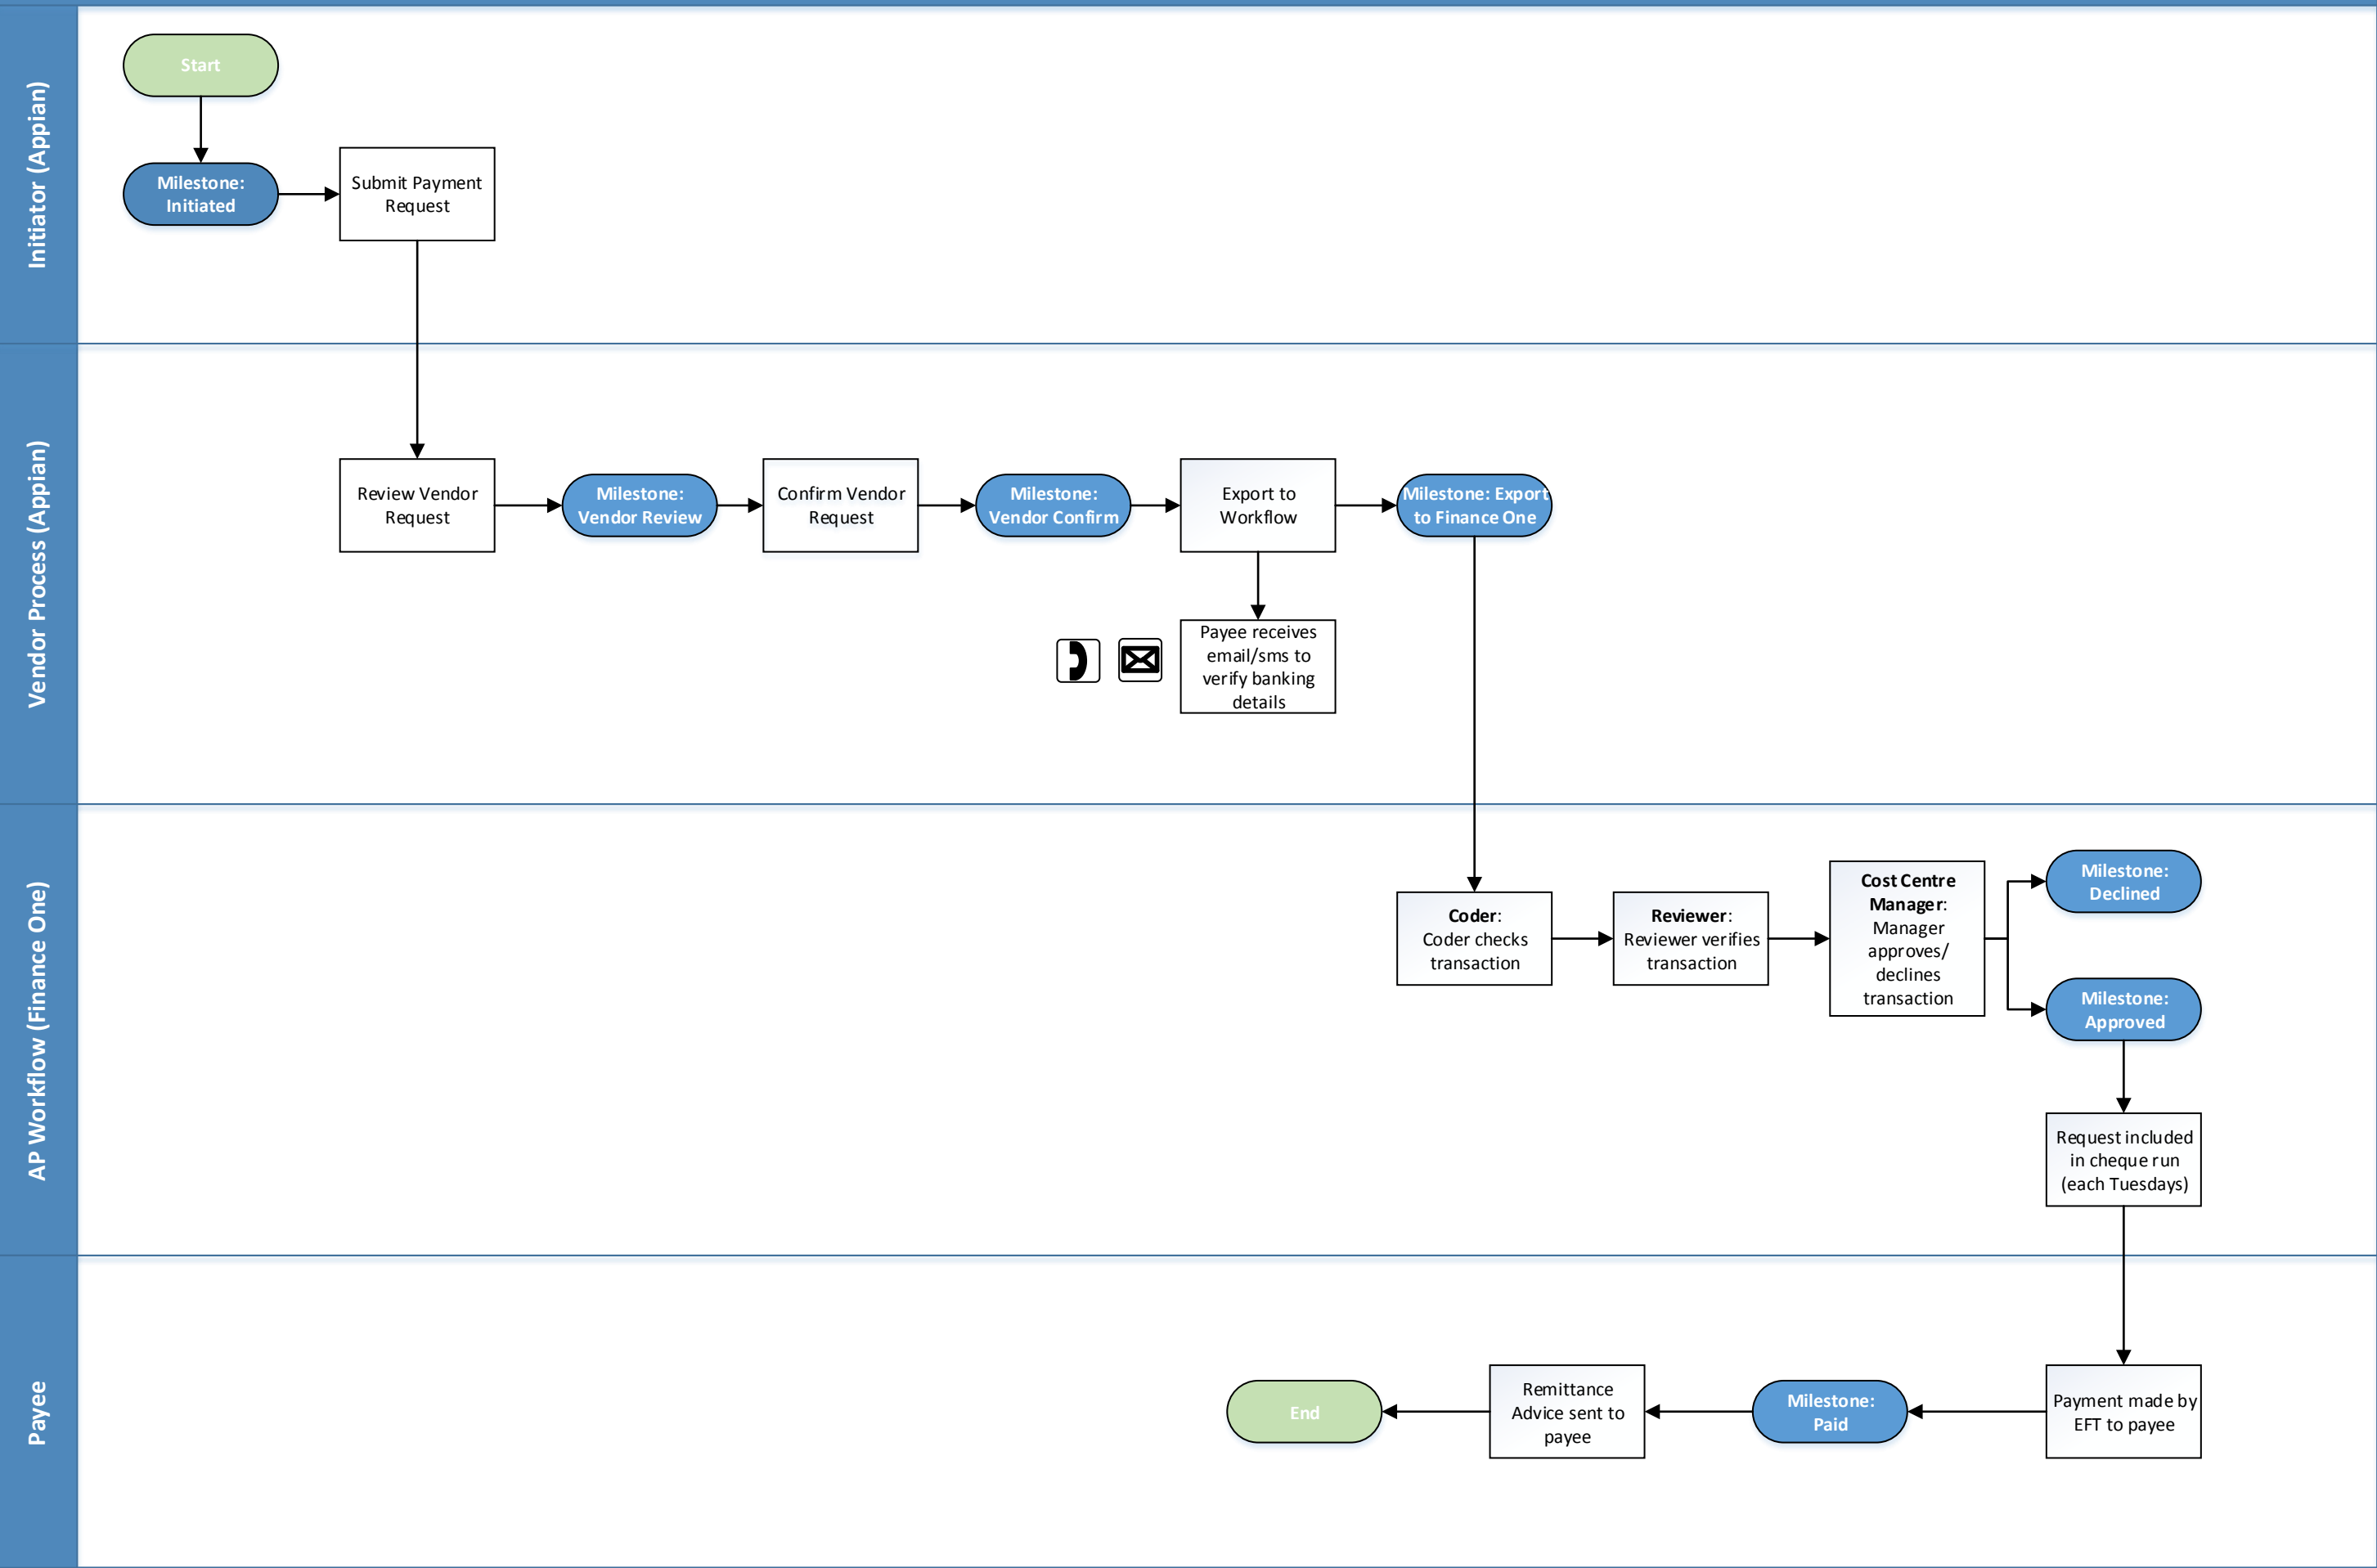 Initiator (Appian)
Start
Milestone:
Initiated
Submit Payment
Request
Vendor Process (Appian)
Review Vendor
Request
Milestone:
Vendor Review
Confirm Vendor
Request
Milestone:
Vendor Confirm
Export to
Workflow
Milestone: Export
to Finance One
Payee receives
email/sms to
verify banking
details
AP Workflow (Finance One)
Coder:
Coder checks
transaction
Reviewer:
Reviewer verifies
transaction
Cost Centre
Manager:
Manager
approves/
declines
transaction
Milestone:
Declined
Milestone:
Approved
Request included
in cheque run
(each Tuesdays)
Payee
Payment made by
EFT to payee
Milestone:
Paid
Remittance
Advice sent to
payee
End